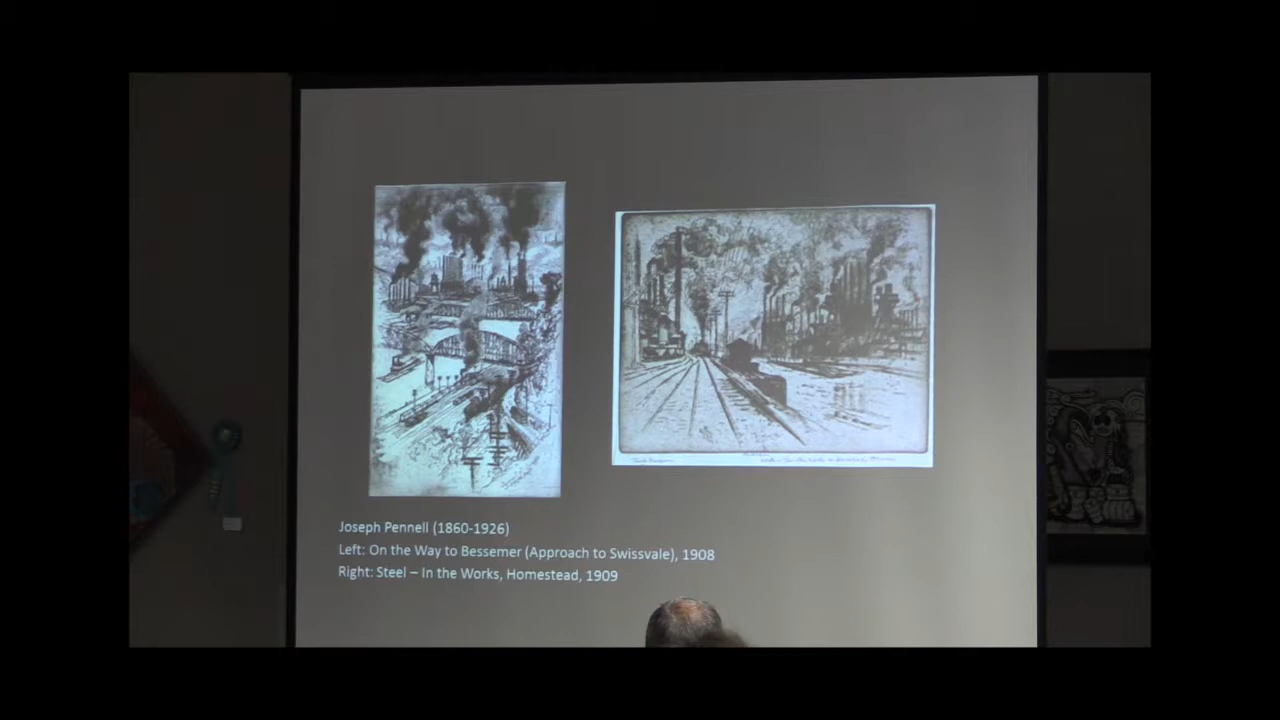 Joseph Pennell (1860-1926)
Left: On the Way to Bessemer (Approach to Swissvale), 1908
Right: Steel – In the Works, Homestead, 1909